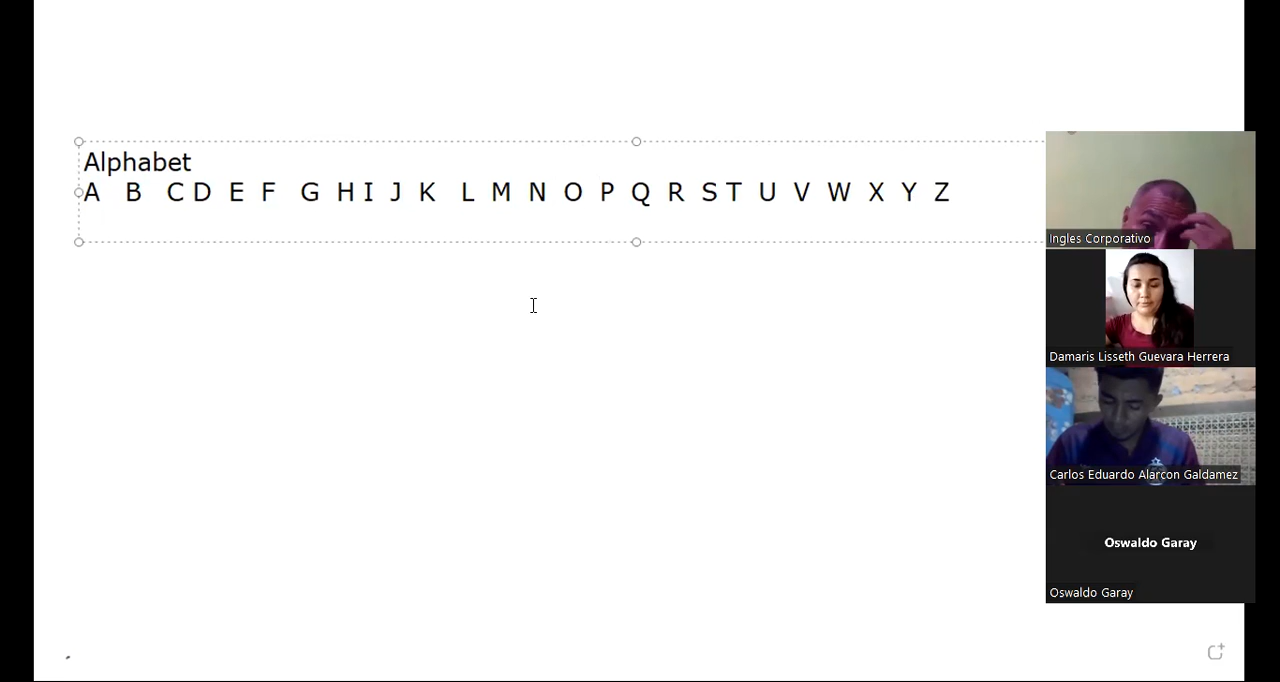 Alphabet
A B C D E F G H I J K L M N O P Q R S T U V W X Y Z
Ingles Corporativo
Damaris Lisseth Guevara Herrera
Carlos Eduardo Alarcon Galdamez
Oswaldo Garay
Oswaldo Garay